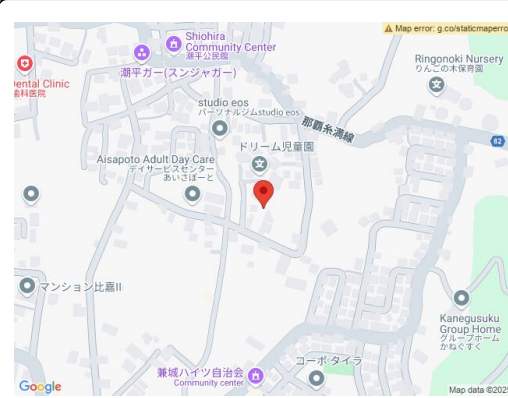 Map error: g.co/staticmaperro
Shiohira
Community Center
潮平公民館
潮平ガー(スンジャガー)
Dental Clinic
歯科医院
Ringonoki Nursery
りんごの木保育園
studio eos
パーソナルジムstudio eos
那覇糸満線
62
ドリーム児童園
Aisapoto Adult Day Care
デイサービスセンター
あいさぽーと
マンション比嘉II
Kanegusuku
Group Home
グループホーム
かねぐすく
コーポ タイラ
兼城ハイツ自治会
Community center
Google
Map data ©2025